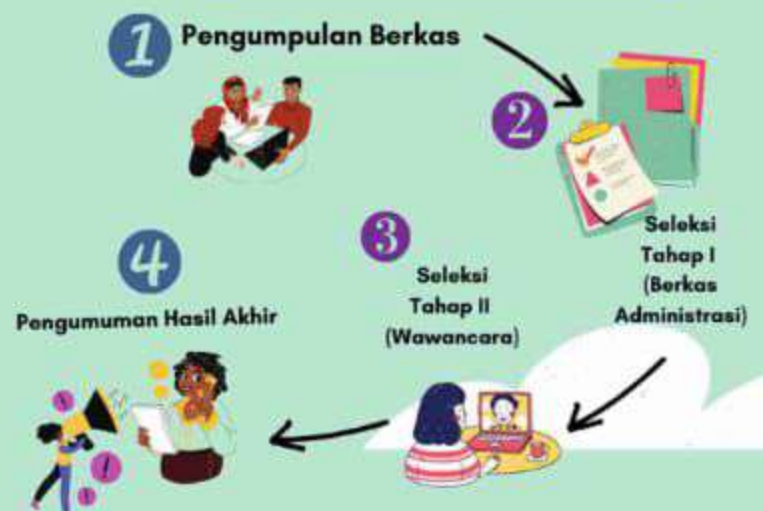 1
Pengumpulan Berkas
2
Seleksi
Tahap I
(Berkas
Administrasi)
3
Seleksi
Tahap II
(Wawancara)
4
Pengumuman Hasil Akhir